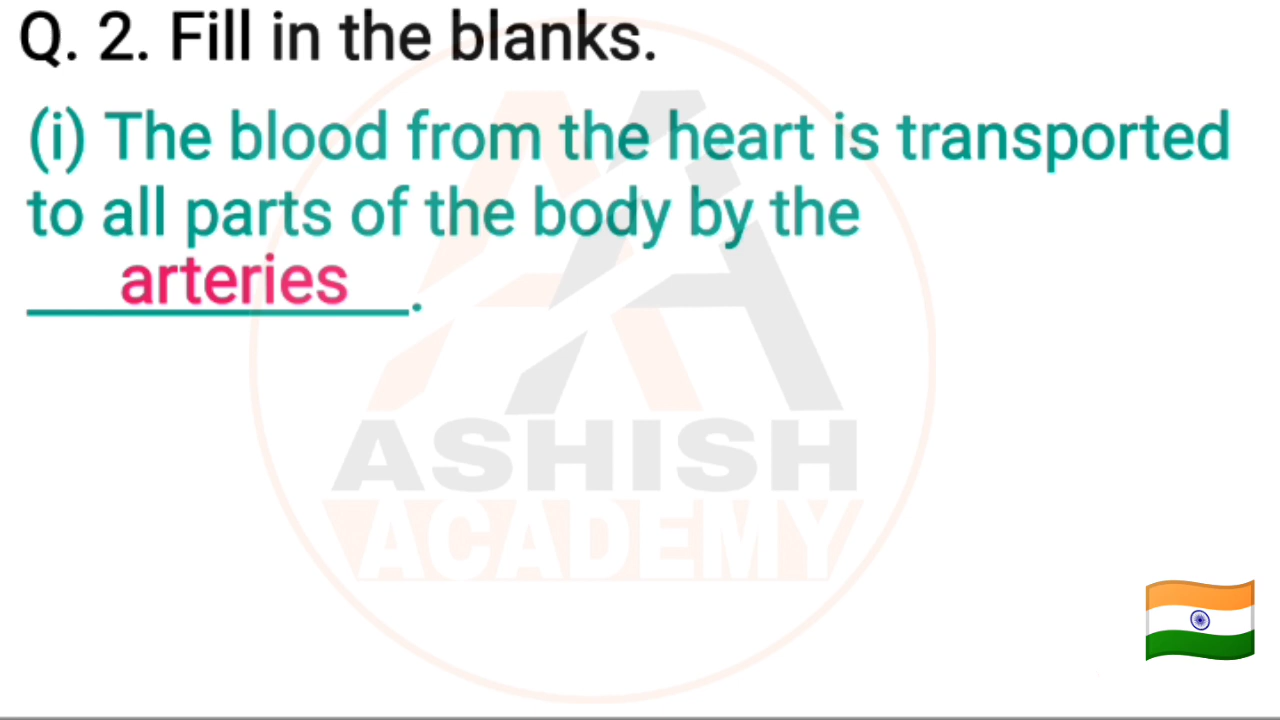 Q. 2. Fill in the blanks.
(i) The blood from the heart is transported
to all parts of the body by the
arteries.
ASHISH
ACADEMY